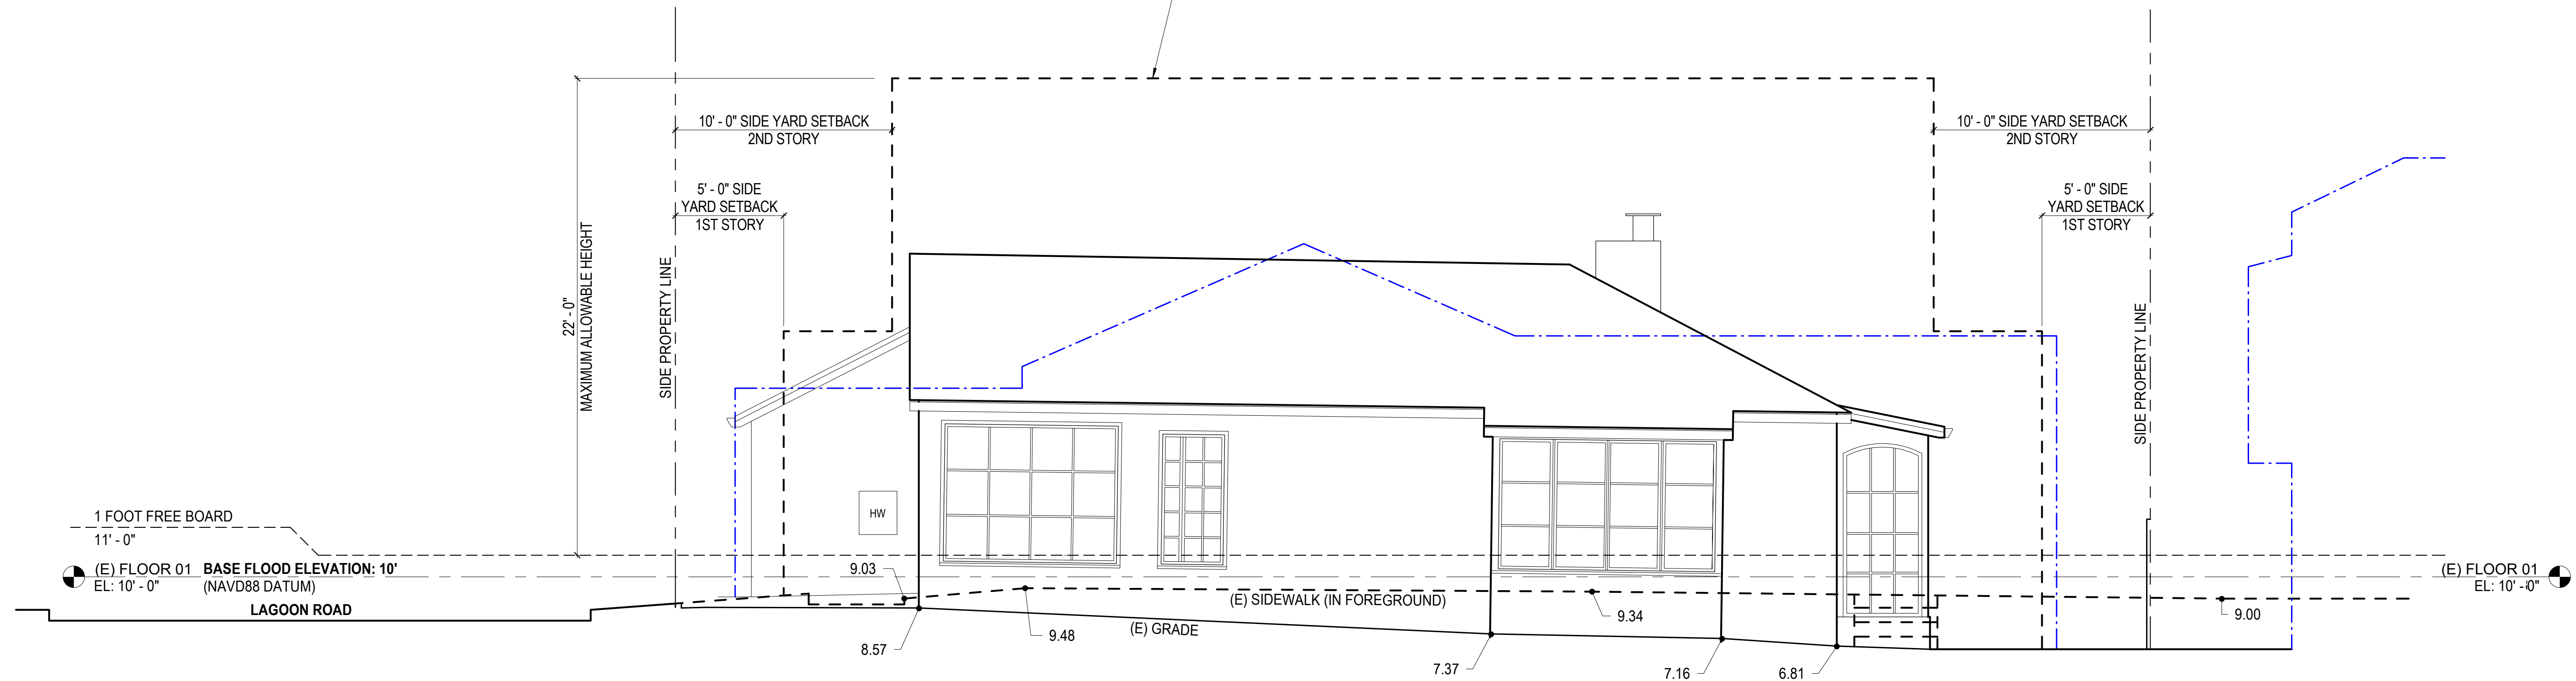 10' - 0" SIDE YARD SETBACK
2ND STORY
10' - 0" SIDE YARD SETBACK
2ND STORY
5' - 0" SIDE
YARD SETBACK
1ST STORY
5' - 0" SIDE
YARD SETBACK
1ST STORY
22' - 0"
MAXIMUM ALLOWABLE HEIGHT
SIDE PROPERTY LINE
SIDE PROPERTY LINE
1 FOOT FREE BOARD
11' - 0"
HW
(E) FLOOR 01 BASE FLOOD ELEVATION: 10'
EL: 10' - 0" (NAVD88 DATUM)
LAGOON ROAD
9.03
(E) FLOOR 01
EL: 10' - 0"
(E) SIDEWALK (IN FOREGROUND)
9.34
9.00
(E) GRADE
9.48
8.57
7.37
7.16
6.81